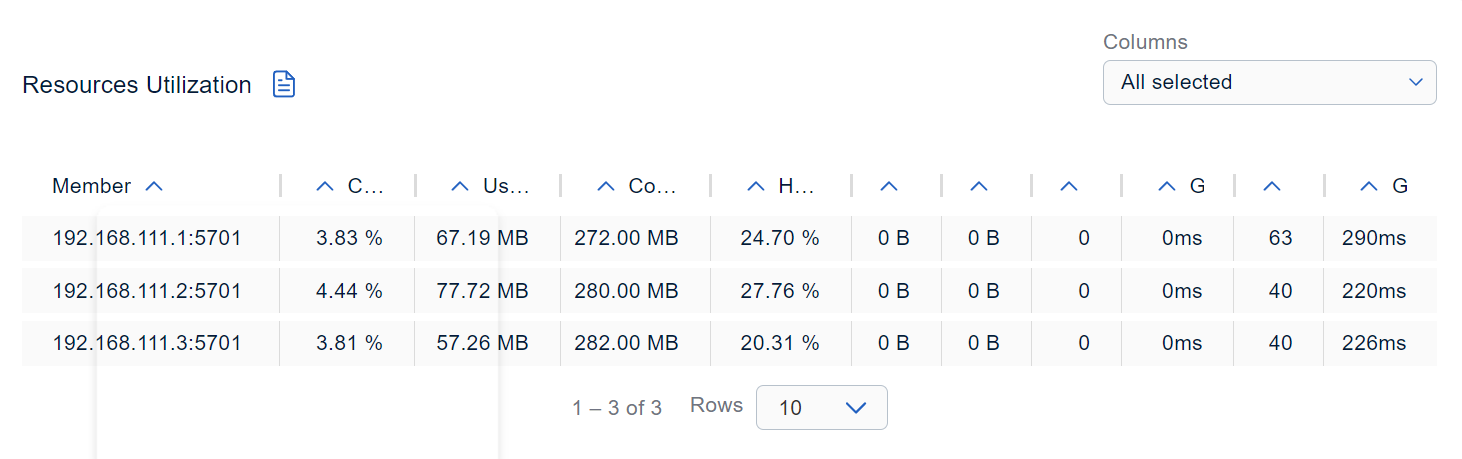 Columns
Resources Utilization
All selected
Member C... Us... Co... H... G G
192.168.111.1:5701 3.83 % 67.19 MB 272.00 MB 24.70 % 0 B 0 B 0 0ms 63 290ms
192.168.111.2:5701 4.44 % 77.72 MB 280.00 MB 27.76 % 0 B 0 B 0 0ms 40 220ms
192.168.111.3:5701 3.81 % 57.26 MB 282.00 MB 20.31 % 0 B 0 B 0 0ms 40 226ms
1 – 3 of 3 Rows 10